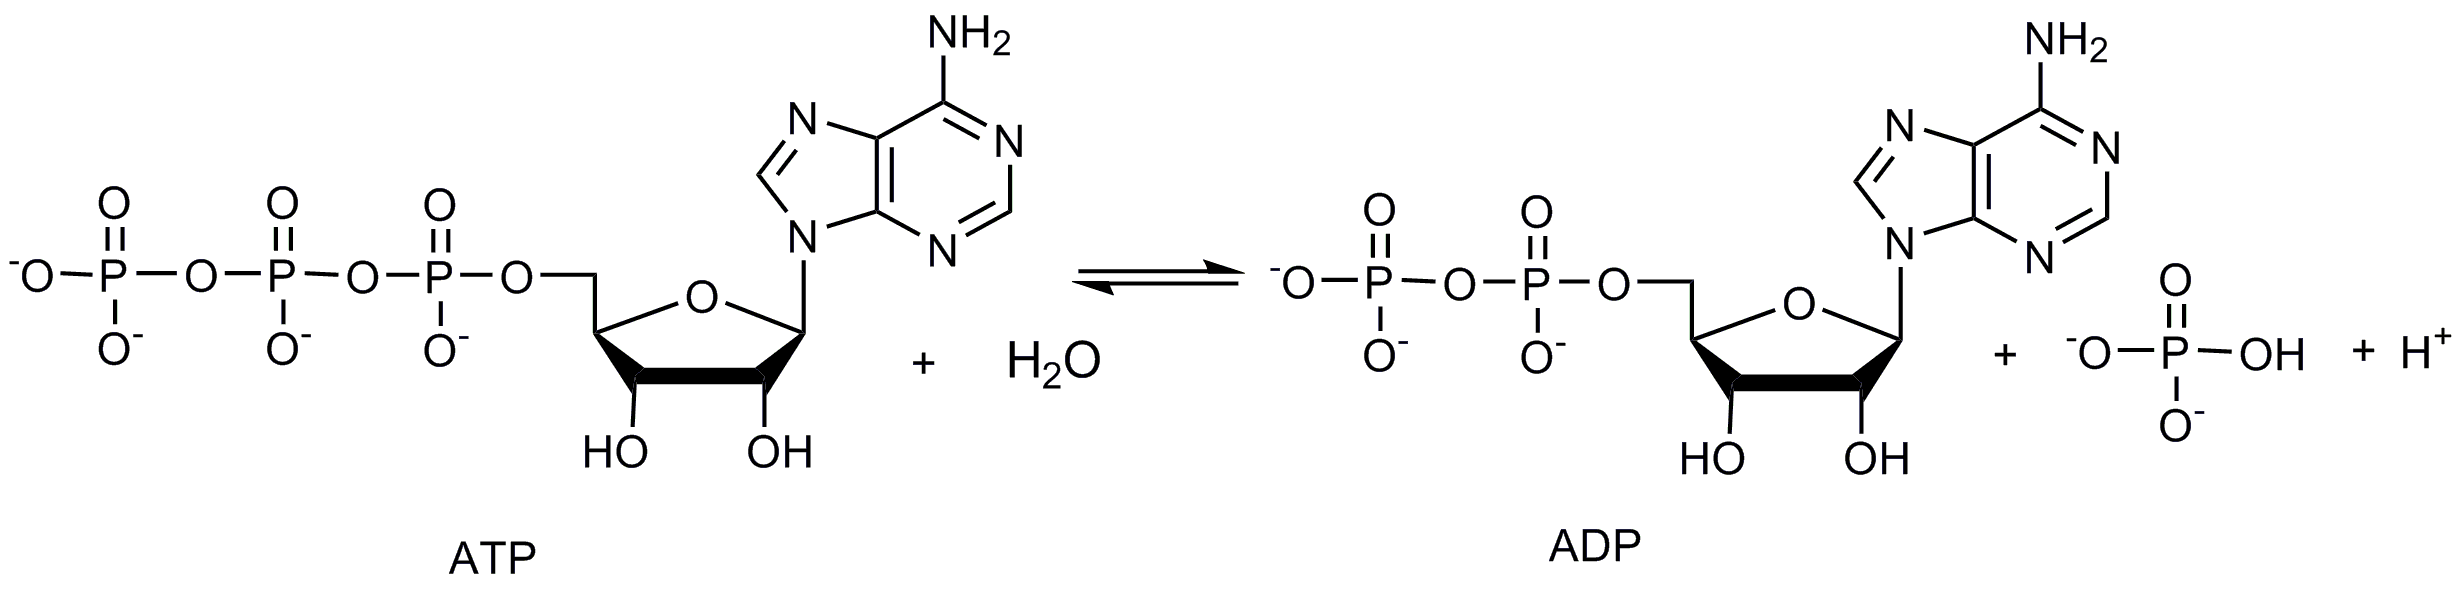 NH2 NH2
N N N N
O O O O O O
-O P O P O P O O N N -O P O P O O N N -O P OH + H+
O- O- O- + H2O O- O- + O-
HO OH HO OH
ATP ADP